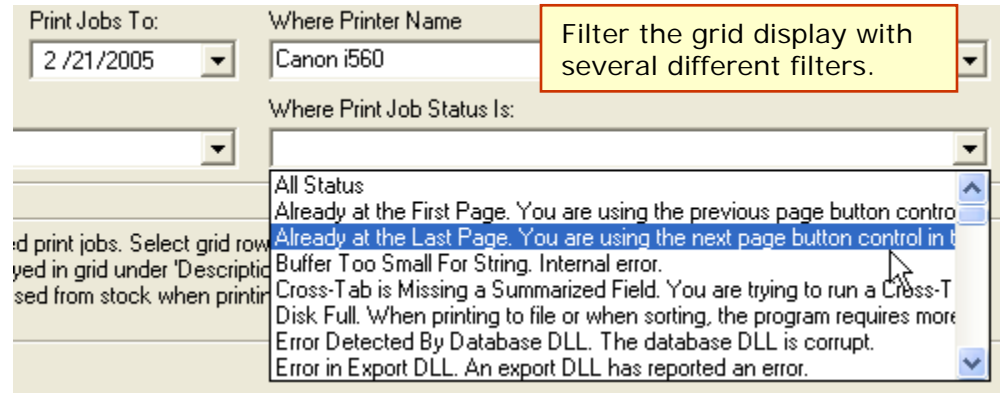 Print Jobs To:
Where Printer Name
Filter the grid display with
several different filters.
2 /21/2005
Canon i560
Where Print Job Status Is:
All Status
Already at the First Page. You are using the previous page button contro
Already at the Last Page. You are using the next page button control in t
Buffer Too Small For String. Internal error.
Cross-Tab is Missing a Summarized Field. You are trying to run a Cross-T
Disk Full. When printing to file or when sorting, the program requires more
Error Detected By Database DLL. The database DLL is corrupt.
Error in Export DLL. An export DLL has reported an error.
ed print jobs. Select grid row
yed in grid under 'Descriptio
sed from stock when printin